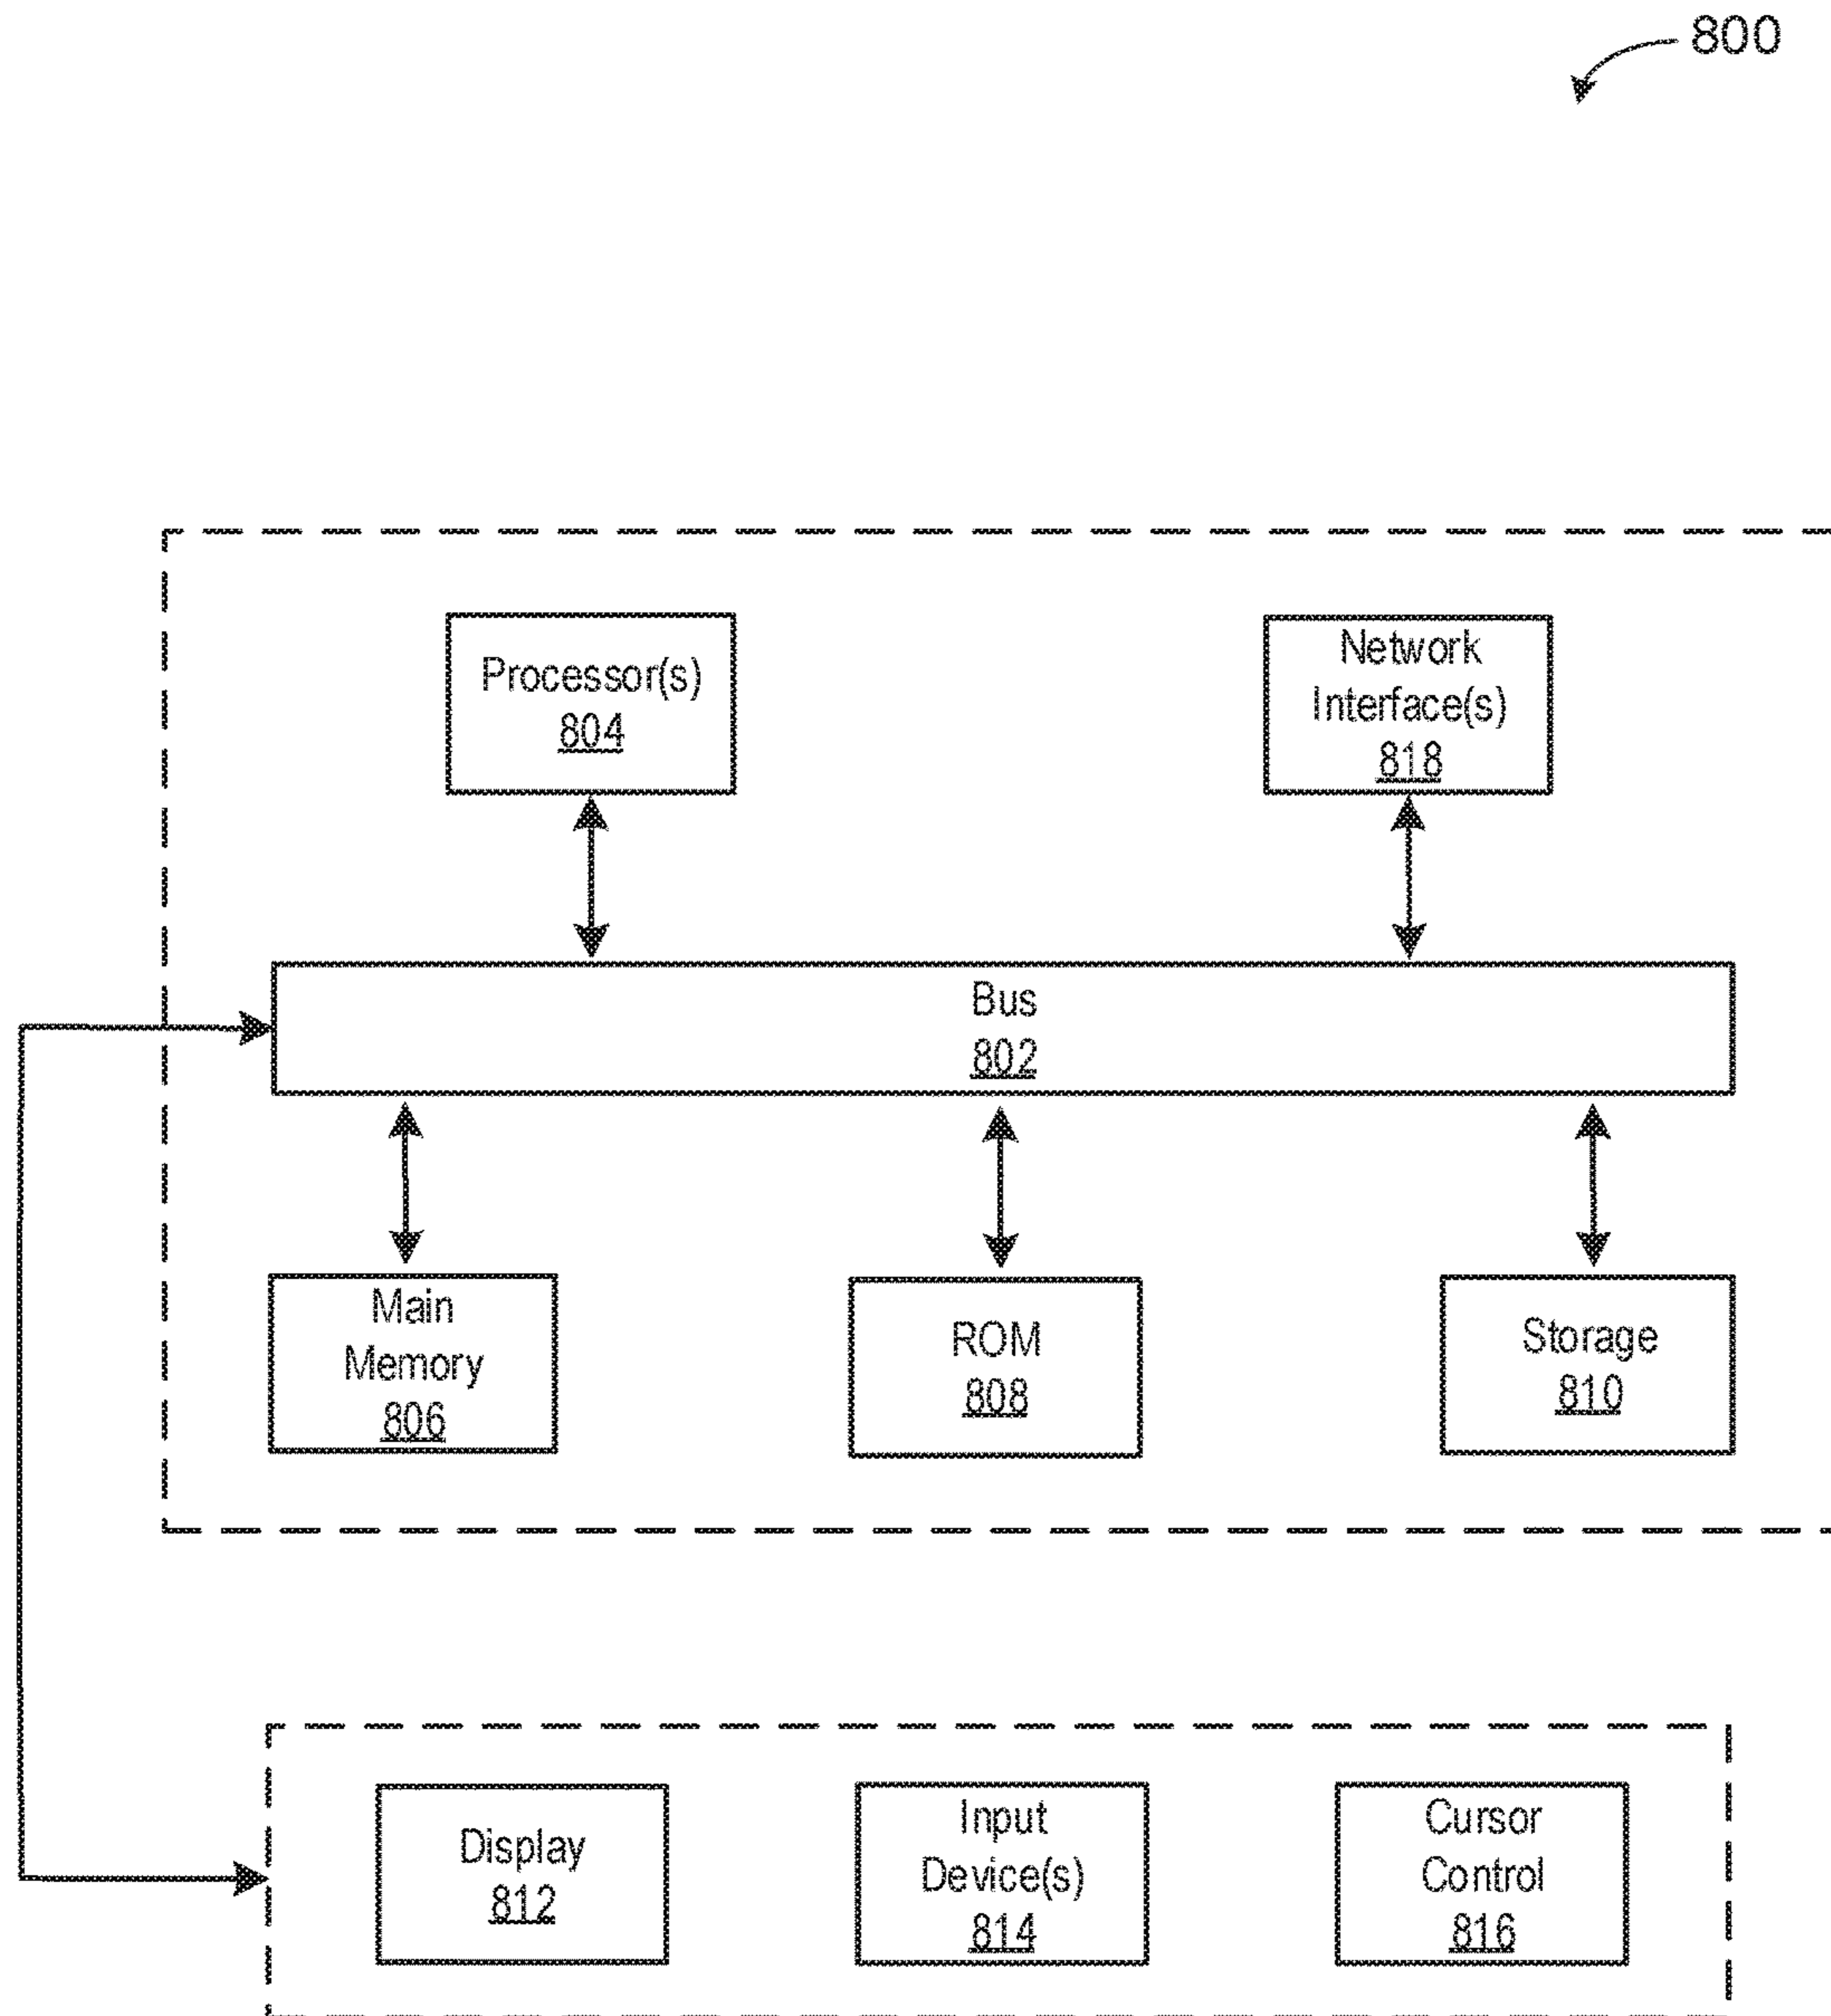 800
Processor(s)
804
Network
Interface(s)
818
Bus
802
Main
Memory
806
ROM
808
Storage
810
Display
812
Input
Device(s)
814
Cursor
Control
816